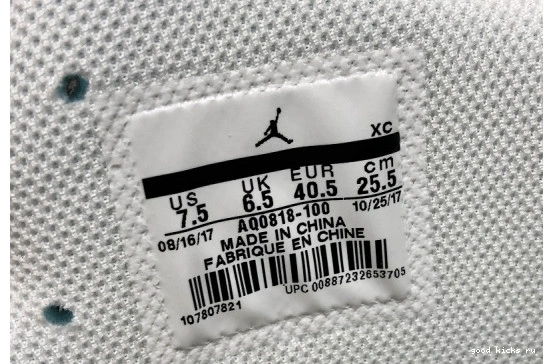 XC
US UK EUR cm
7.5 6.5 40.5 25.5
08/16/17 AQ0818-100 10/25/17
MADE IN CHINA
FABRIQUE EN CHINE
107807821 UPC 00887232653705
good kicks ru